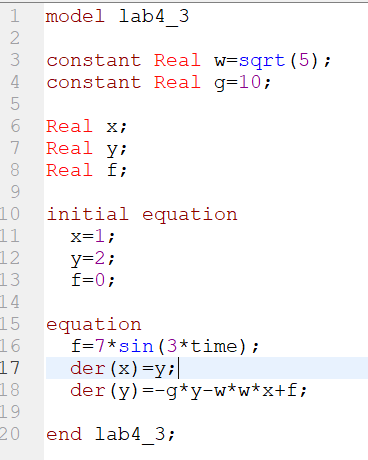 1 model lab4_3
2
3 constant Real w=sqrt(5);
4 constant Real g=10;
5
6 Real x;
7 Real y;
8 Real f;
9
10 initial equation
11   x=1;
12   y=2;
13   f=0;
14
15 equation
16   f=7*sin(3*time);
17   der(x)=y;
18   der(y)=-g*y-w*w*x+f;
19
20 end lab4_3;